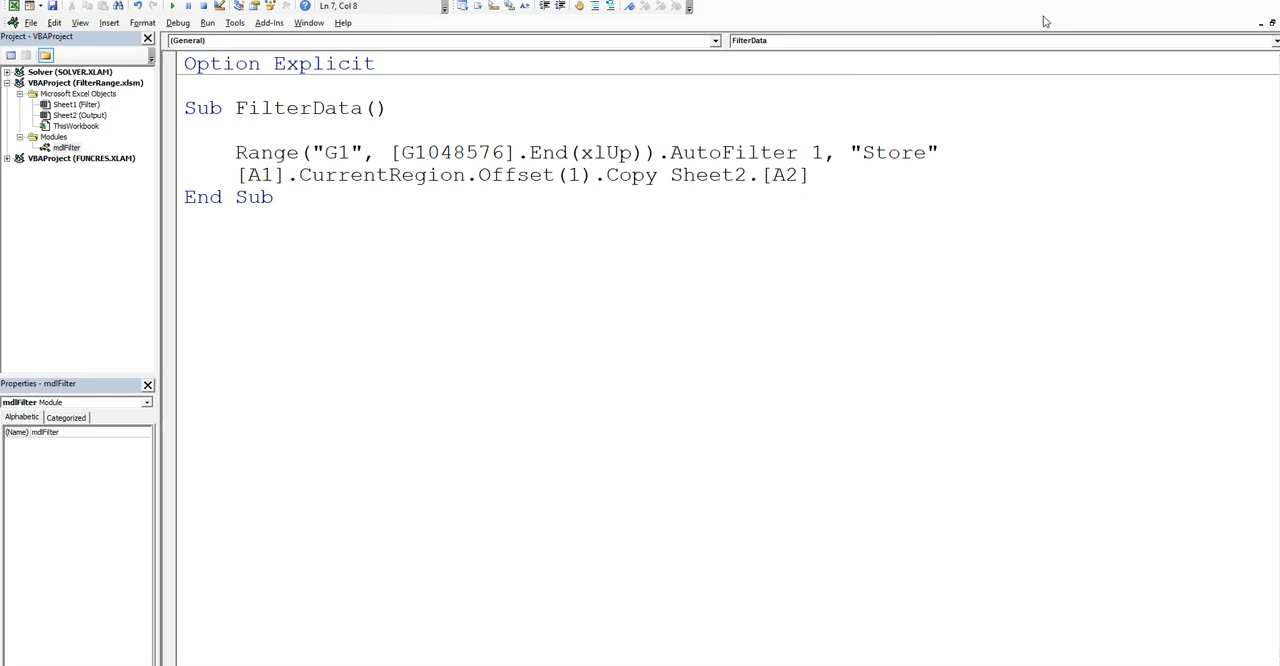 Ln 7, Col 8
File Edit View Insert Format Debug Run Tools Add-Ins Window Help
Project - VBAProject
(General)
FilterData
Solver (SOLVER.XLAM)
VBAProject (FilterRange.xlsm)
Microsoft Excel Objects
Sheet1 (Filter)
Sheet2 (Output)
ThisWorkbook
Modules
mdlFilter
VBAProject (FUNCRES.XLAM)
Option Explicit
Sub FilterData()
Range("G1", [G1048576].End(xlUp)).AutoFilter 1, "Store"
[A1].CurrentRegion.Offset(1).Copy Sheet2.[A2]
End Sub
Properties - mdlFilter
mdlFilter Module
Alphabetic Categorized
(Name) mdlFilter